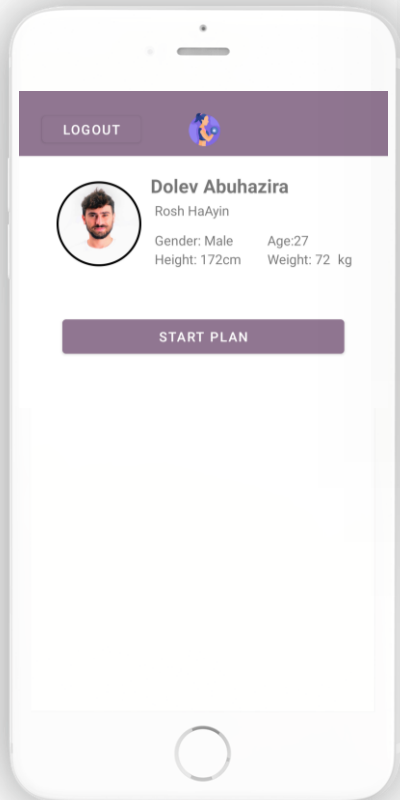 LOGOUT
Dolev Abuhazira
Rosh HaAyin
Gender: Male Age:27
Height: 172cm Weight: 72 kg
START PLAN